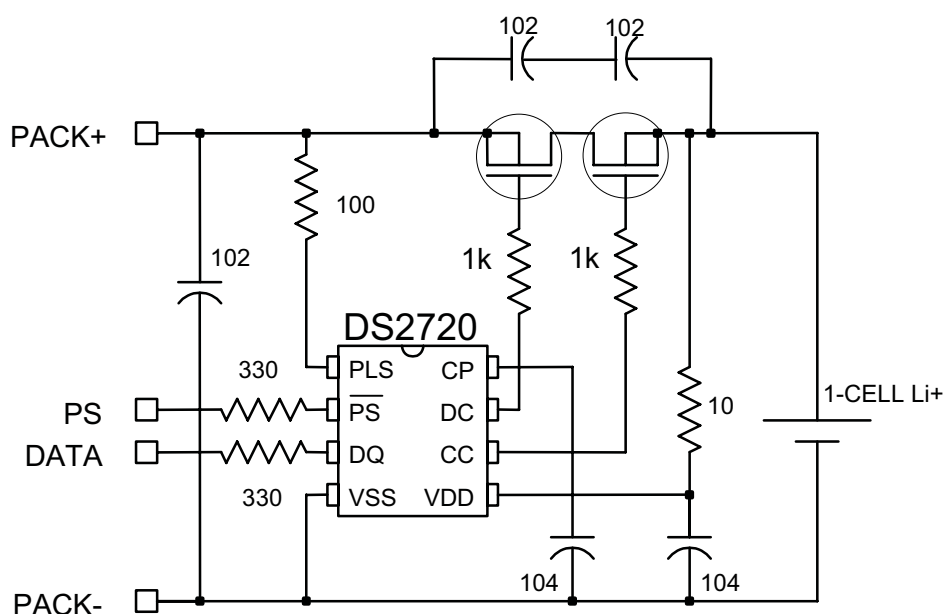 102
102
PACK+
100
102
1k
1k
DS2720
PLS
CP
330
10
1-CELL Li+
PS
PS
DC
DATA
DQ
CC
330
VSS
VDD
104
104
PACK-